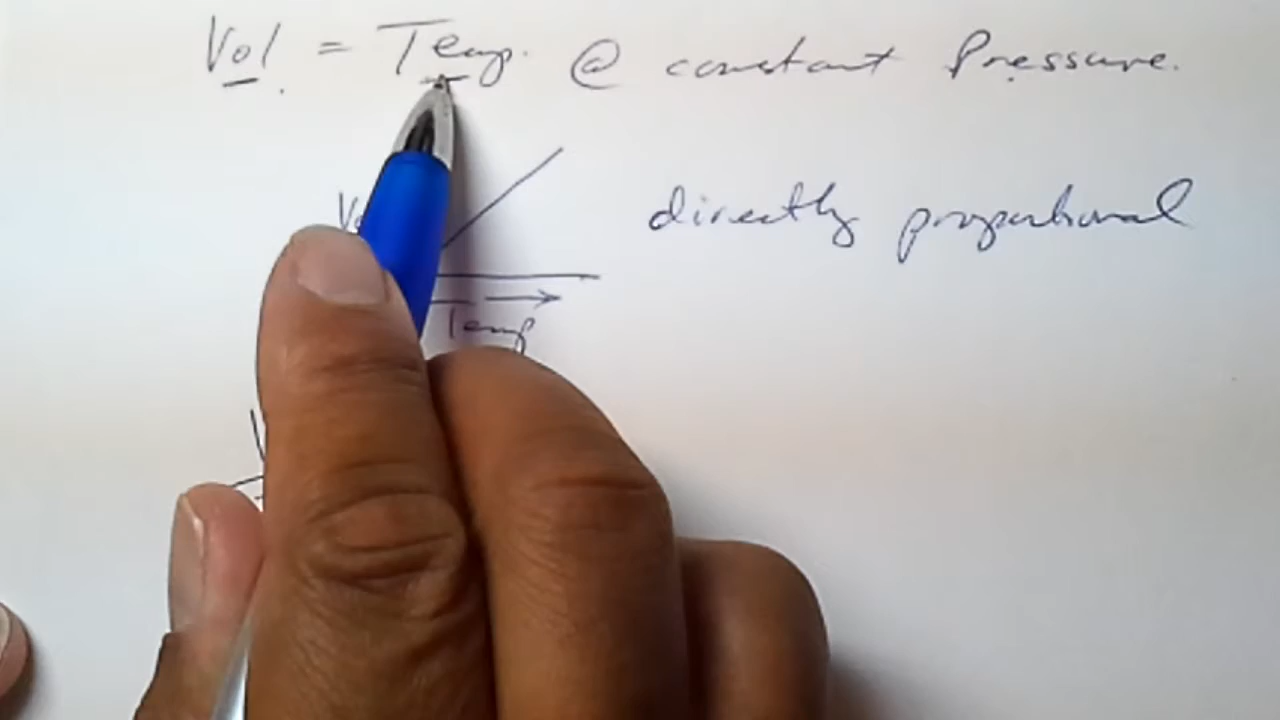 Vol = Temp. @ constant Pressure.
directly proportional
Temp